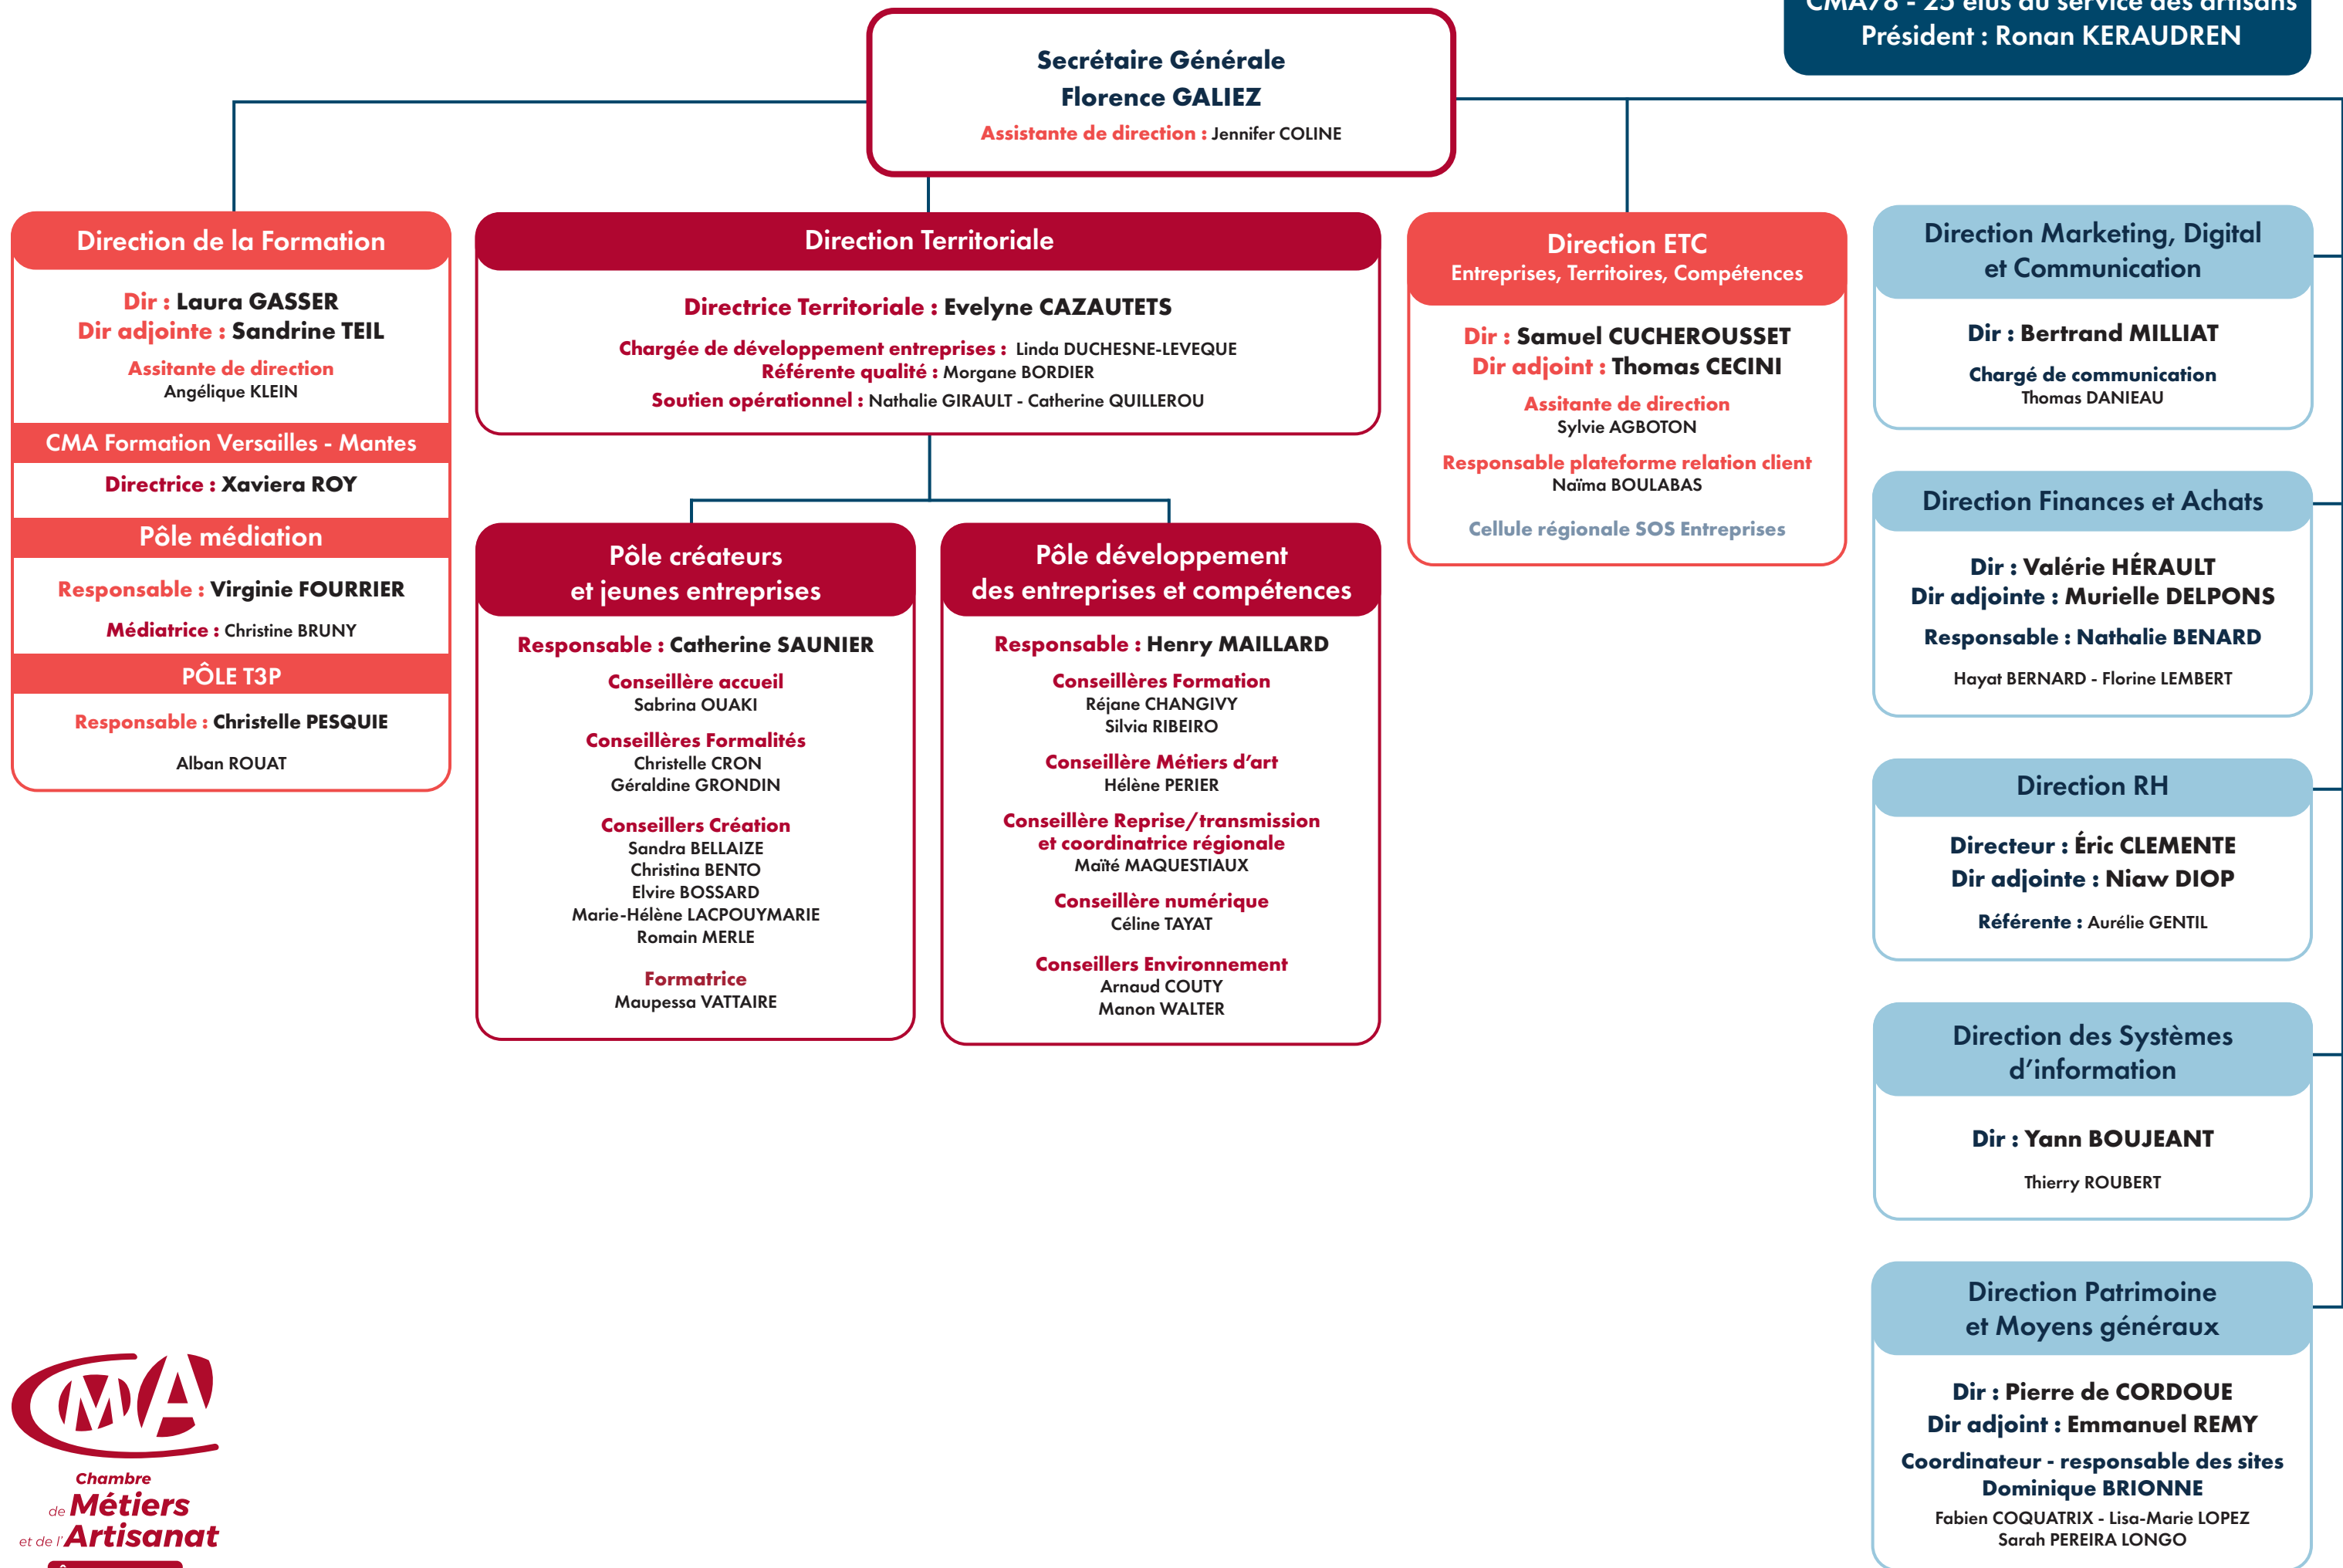 CMA78 - 25 élus au service des artisans
Président : Ronan KERAUDREN
Secrétaire Générale
Florence GALIEZ
Assistante de direction : Jennifer COLINE
Direction de la Formation
Dir : Laura GASSER
Dir adjointe : Sandrine TEIL
Assitante de direction
Angélique KLEIN
CMA Formation Versailles - Mantes
Directrice : Xaviera ROY
Pôle médiation
Responsable : Virginie FOURRIER
Médiatrice : Christine BRUNY
PÔLE T3P
Responsable : Christelle PESQUIE
Alban ROUAT
Direction Territoriale
Directrice Territoriale : Evelyne CAZAUTETS
Chargée de développement entreprises : Linda DUCHESNE-LEVEQUE
Référente qualité : Morgane BORDIER
Soutien opérationnel : Nathalie GIRAULT - Catherine QUILLEROU
Pôle créateurs
et jeunes entreprises
Responsable : Catherine SAUNIER
Conseillère accueil
Sabrina OUAKI
Conseillères Formalités
Christelle CRON
Géraldine GRONDIN
Conseillers Création
Sandra BELLAIZE
Christina BENTO
Elvire BOSSARD
Marie-Hélène LACPOUYMARIE
Romain MERLE
Formatrice
Maupessa VATTAIRE
Pôle développement
des entreprises et compétences
Responsable : Henry MAILLARD
Conseillères Formation
Réjane CHANGIVY
Silvia RIBEIRO
Conseillère Métiers d'art
Hélène PERIER
Conseillère Reprise/transmission
et coordinatrice régionale
Maïté MAQUESTIAUX
Conseillère numérique
Céline TAYAT
Conseillers Environnement
Arnaud COUTY
Manon WALTER
Direction ETC
Entreprises, Territoires, Compétences
Dir : Samuel CUCHEROUSSET
Dir adjoint : Thomas CECINI
Assitante de direction
Sylvie AGBOTON
Responsable plateforme relation client
Naïma BOULABAS
Cellule régionale SOS Entreprises
Direction Marketing, Digital
et Communication
Dir : Bertrand MILLIAT
Chargé de communication
Thomas DANIEAU
Direction Finances et Achats
Dir : Valérie HÉRAULT
Dir adjointe : Murielle DELPONS
Responsable : Nathalie BENARD
Hayat BERNARD - Florine LEMBERT
Direction RH
Directeur : Éric CLEMENTE
Dir adjointe : Niaw DIOP
Référente : Aurélie GENTIL
Direction des Systèmes
d'information
Dir : Yann BOUJEANT
Thierry ROUBERT
Direction Patrimoine
et Moyens généraux
Dir : Pierre de CORDOUE
Dir adjoint : Emmanuel REMY
Coordinateur - responsable des sites
Dominique BRIONNE
Fabien COQUATRIX - Lisa-Marie LOPEZ
Sarah PEREIRA LONGO
CMA
Chambre
de Métiers
et de l'Artisanat